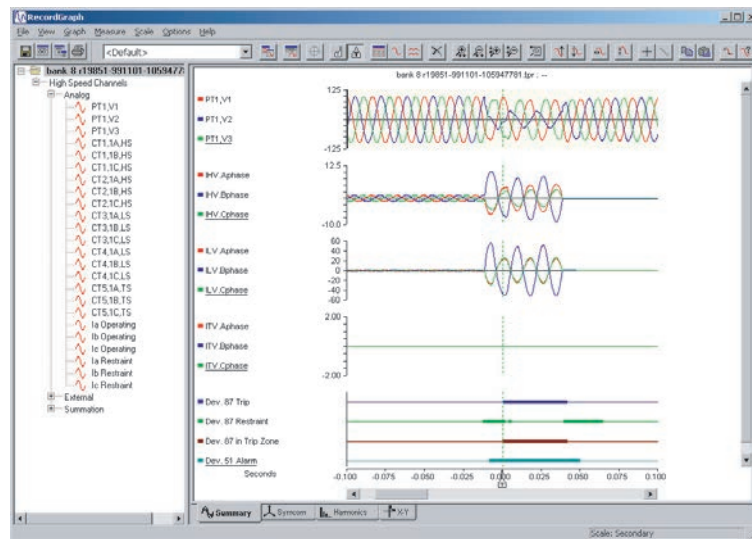 RecordGraph
File View Graph Measure Scale Options Help
<Default>
bank 8 r19851-991101-1059477
High Speed Channels
Analog
PT1,V1
PT1,V2
PT1,V3
CT1,1A,HS
CT1,1B,HS
CT1,1C,HS
CT2,1A,HS
CT2,1B,HS
CT2,1C,HS
CT3,1A,LS
CT3,1B,LS
CT3,1C,LS
CT4,1A,LS
CT4,1B,LS
CT4,1C,LS
CT5,1A,TS
CT5,1B,TS
CT5,1C,TS
Ia Operating
Ib Operating
Ic Operating
Ia Restraint
Ib Restraint
Ic Restraint
External
Summation
bank 8 r19851-991101-105947781.tpr : --
PT1,V1
PT1,V2
PT1,V3
125
-125
IHV.Aphase
IHV.Bphase
IHV.Cphase
12.5
-10.0
ILV.Aphase
ILV.Bphase
ILV.Cphase
60
40
20
0
-20
-40
-60
ITV.Aphase
ITV.Bphase
ITV.Cphase
2.00
-2.00
Dev. 87 Trip
Dev. 87 Restraint
Dev. 87 in Trip Zone
Dev. 51 Alarm
Seconds
-0.100 -0.075 -0.050 -0.025 0.000 0.025 0.050 0.075 0.100
Summary Symcom Harmonics X-Y
Scale: Secondary